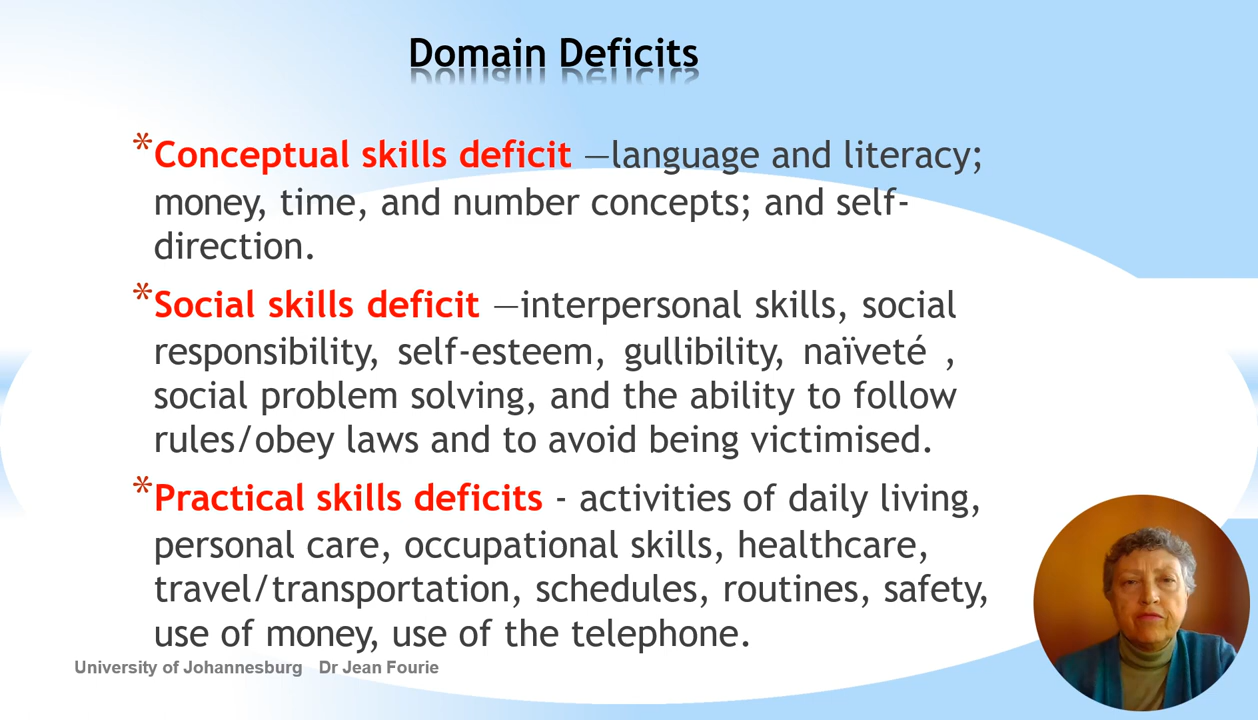 Domain Deficits
*Conceptual skills deficit —language and literacy;
money, time, and number concepts; and self-
direction.
*Social skills deficit —interpersonal skills, social
responsibility, self-esteem, gullibility, naïveté ,
social problem solving, and the ability to follow
rules/obey laws and to avoid being victimised.
*Practical skills deficits - activities of daily living,
personal care, occupational skills, healthcare,
travel/transportation, schedules, routines, safety,
use of money, use of the telephone.
University of Johannesburg Dr Jean Fourie